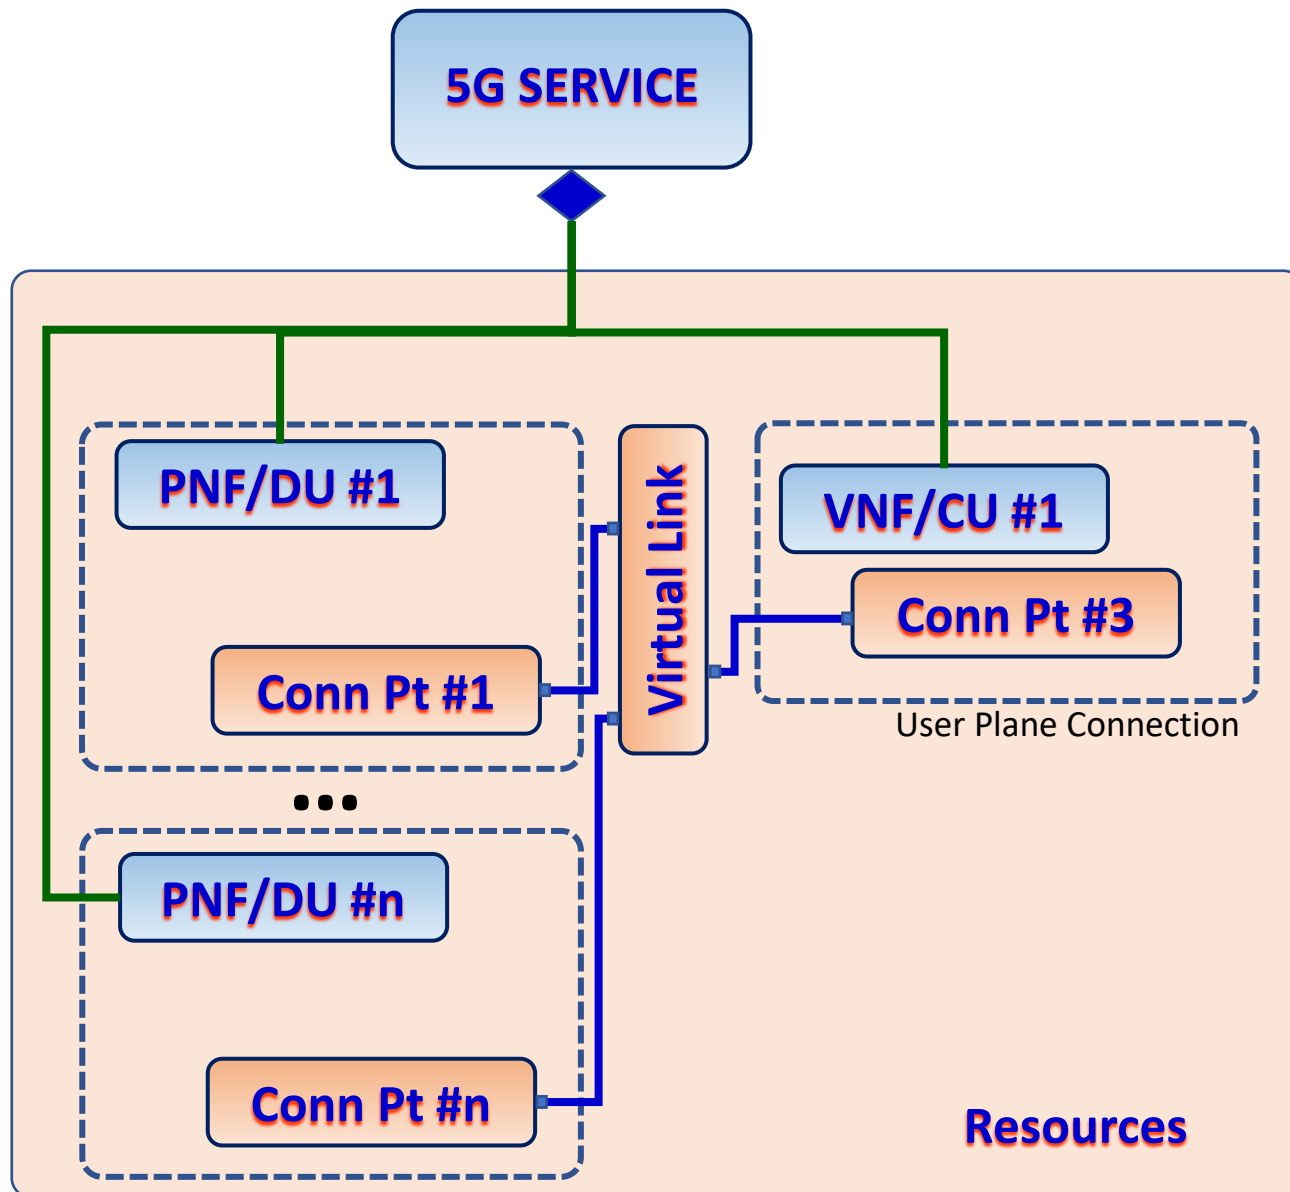 5G SERVICE
PNF/DU #1
Conn Pt #1
Virtual Link
VNF/CU #1
Conn Pt #3
User Plane Connection
...
PNF/DU #n
Conn Pt #n
Resources